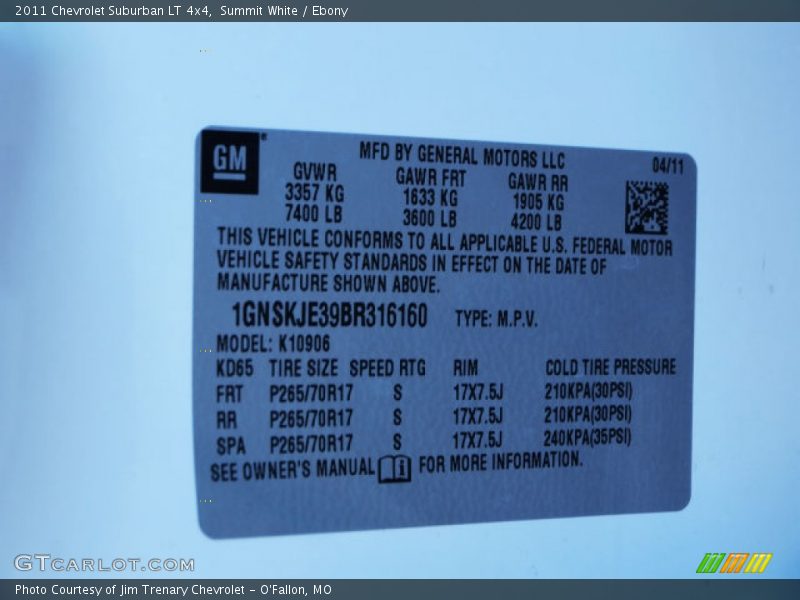 2011 Chevrolet Suburban LT 4x4,  Summit White / Ebony
GM®
MFD BY GENERAL MOTORS LLC
04/11
GVWR GAWR FRT GAWR RR
3357 KG 1633 KG 1905 KG
7400 LB 3600 LB 4200 LB
THIS VEHICLE CONFORMS TO ALL APPLICABLE U.S. FEDERAL MOTOR
VEHICLE SAFETY STANDARDS IN EFFECT ON THE DATE OF
MANUFACTURE SHOWN ABOVE.
1GNSKJE39BR316160 TYPE: M.P.V.
MODEL: K10906
KD65 TIRE SIZE SPEED RTG RIM COLD TIRE PRESSURE
FRT P265/70R17 S 17X7.5J 210KPA(30PSI)
RR P265/70R17 S 17X7.5J 210KPA(30PSI)
SPA P265/70R17 S 17X7.5J 240KPA(35PSI)
SEE OWNER'S MANUAL FOR MORE INFORMATION.
GTCARLOT.COM
Photo Courtesy of Jim Trenary Chevrolet - O'Fallon, MO